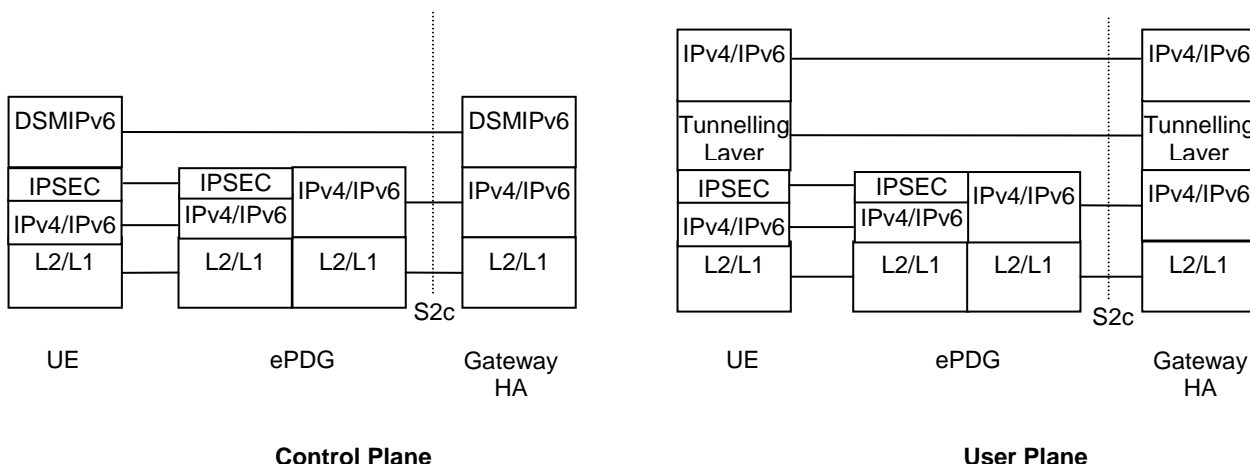 DSMIPv6
DSMIPv6
IPSEC
IPSEC
IPv4/IPv6
IPv4/IPv6
IPv4/IPv6
IPv4/IPv6
L2/L1
L2/L1
L2/L1
L2/L1
S2c
UE
ePDG
Gateway
HA
Control Plane
IPv4/IPv6
IPv4/IPv6
Tunnelling
Layer
Tunnelling
Layer
IPSEC
IPSEC
IPv4/IPv6
IPv4/IPv6
IPv4/IPv6
IPv4/IPv6
L2/L1
L2/L1
L2/L1
L2/L1
S2c
UE
ePDG
Gateway
HA
User Plane